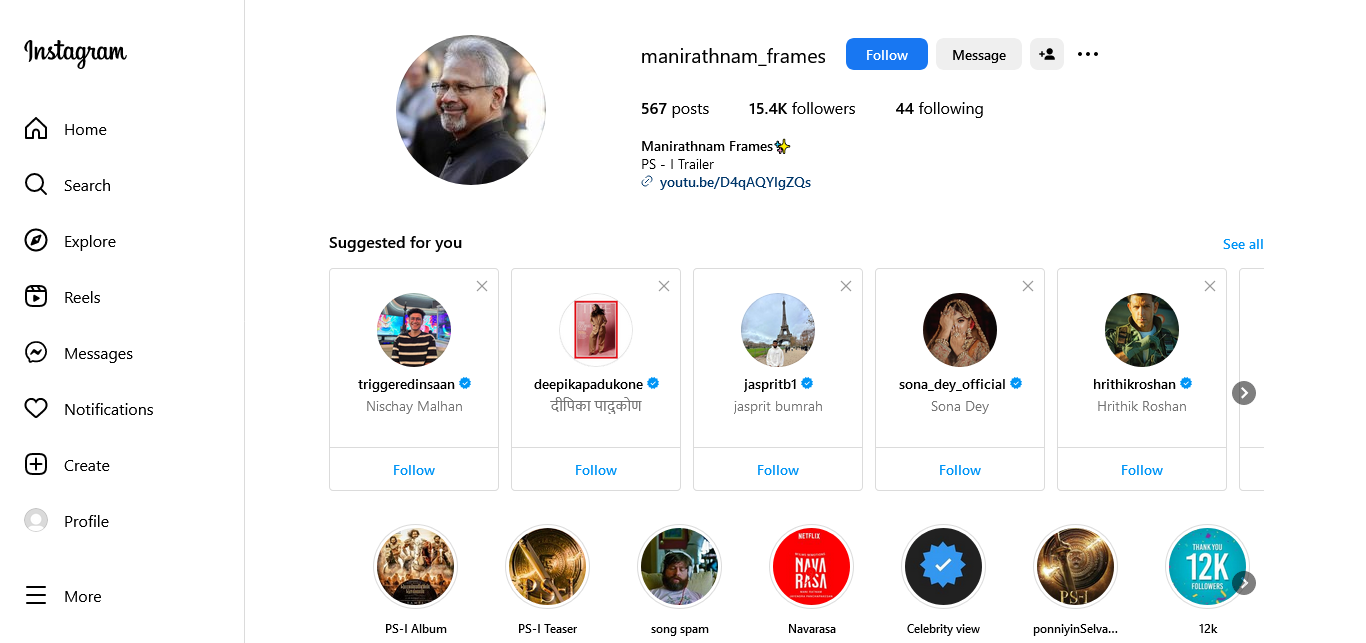 Instagram
Home
Search
Explore
Reels
Messages
Notifications
Create
Profile
More
manirathnam_frames Follow Message
567 posts 15.4K followers 44 following
Manirathnam Frames✨
PS - I Trailer
youtu.be/D4qAQYIgZQs
Suggested for you See all
triggeredinsaan deepikapadukone jaspritb1 sona_dey_official hrithikroshan
Nischay Malhan दीपिका पादुकोण jasprit bumrah Sona Dey Hrithik Roshan
Follow Follow Follow Follow Follow
PS-I
NETFLIX
NAVA
RASA
PS-I
THANK YOU
12K
FOLLOWERS
PS-I Album PS-I Teaser song spam Navarasa Celebrity view ponniyinSelva... 12k